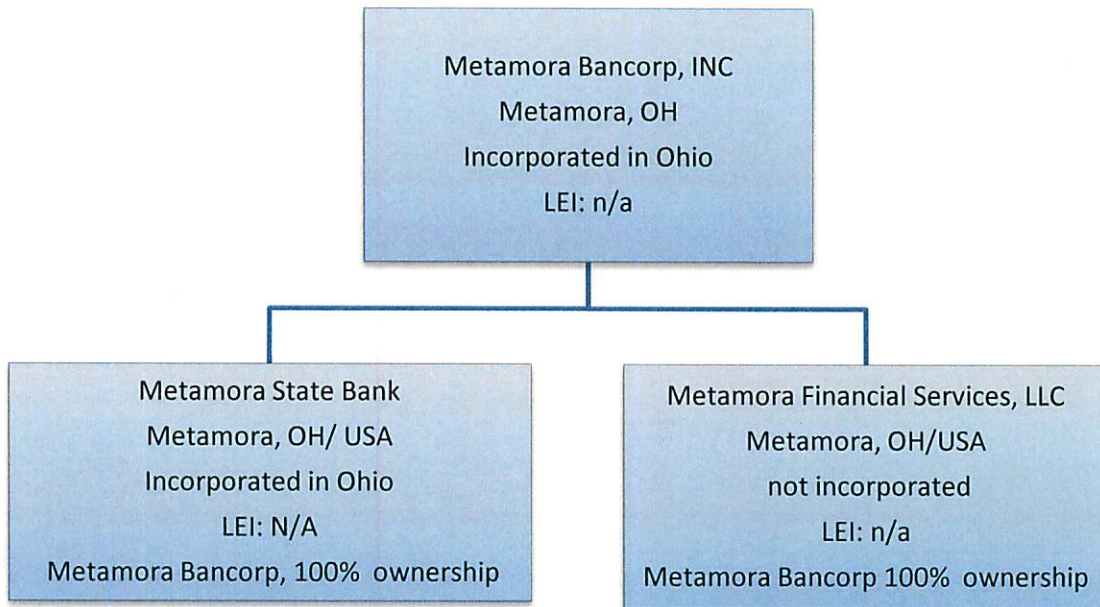 Metamora Bancorp, INC
Metamora, OH
Incorporated in Ohio
LEI: n/a
Metamora State Bank
Metamora, OH/ USA
Incorporated in Ohio
LEI: N/A
Metamora Bancorp, 100% ownership
Metamora Financial Services, LLC
Metamora, OH/USA
not incorporated
LEI: n/a
Metamora Bancorp 100% ownership